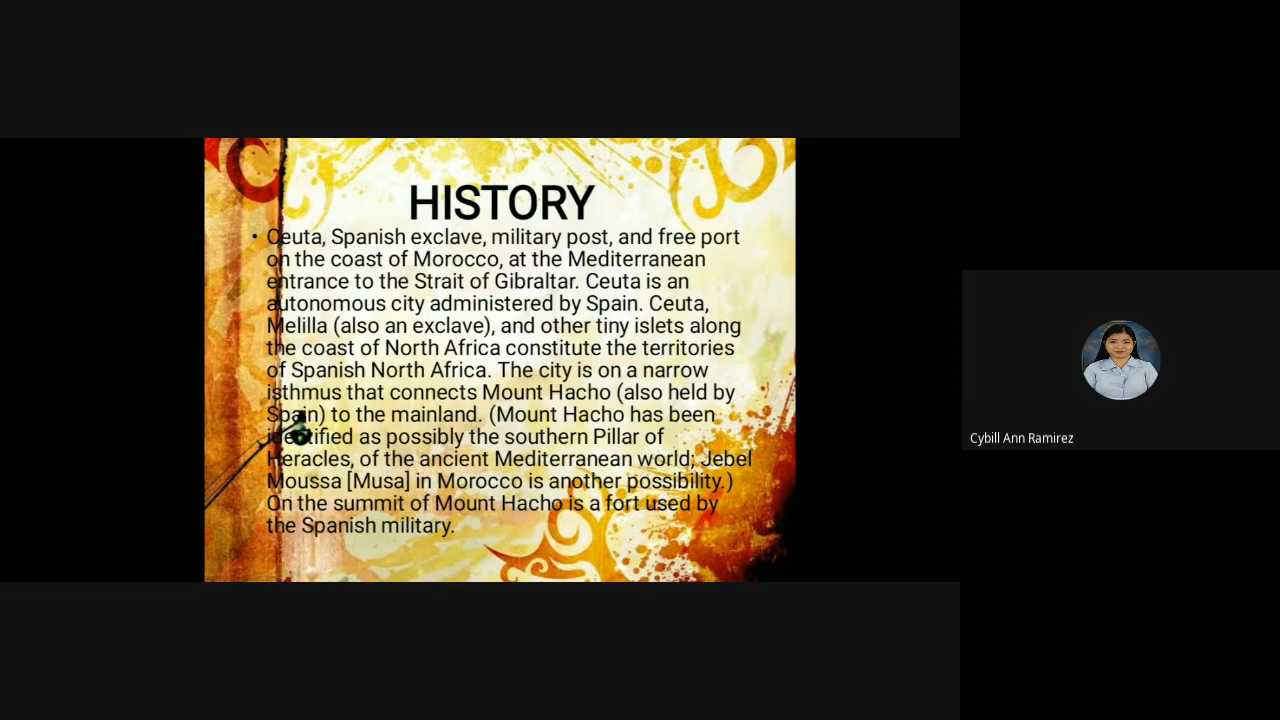 HISTORY
• Ceuta, Spanish exclave, military post, and free port
on the coast of Morocco, at the Mediterranean
entrance to the Strait of Gibraltar. Ceuta is an
autonomous city administered by Spain. Ceuta,
Melilla (also an exclave), and other tiny islets along
the coast of North Africa constitute the territories
of Spanish North Africa. The city is on a narrow
isthmus that connects Mount Hacho (also held by
Spain) to the mainland. (Mount Hacho has been
identified as possibly the southern Pillar of
Heracles, of the ancient Mediterranean world; Jebel
Moussa [Musa] in Morocco is another possibility.)
On the summit of Mount Hacho is a fort used by
the Spanish military.
Cybill Ann Ramirez